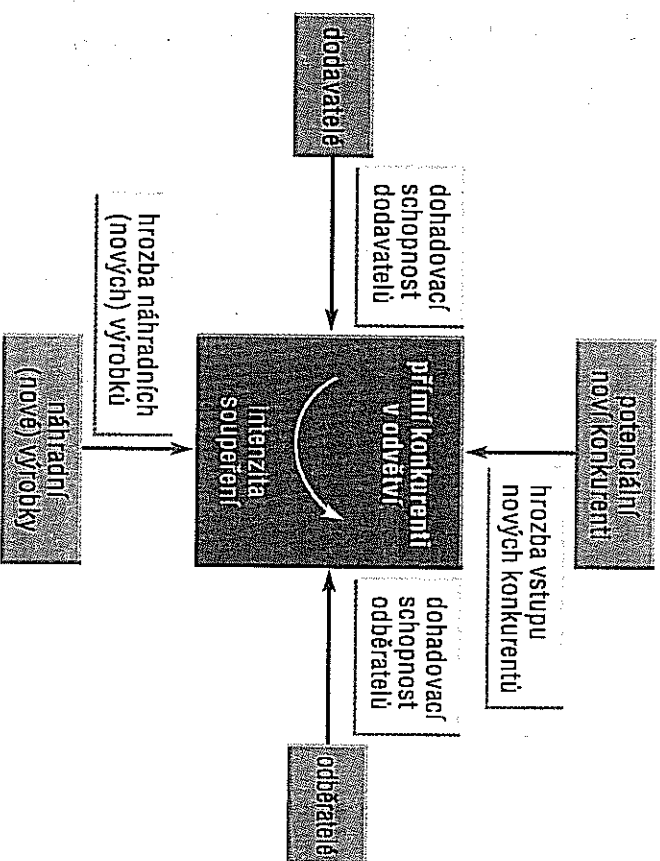 potenciální
noví konkurenti
hrozba vstupu
nových konkurentů
dodavatelé
dohadovací
schopnost
dodavatelů
přímí konkurenti
v odvětví
intenzita
soupeření
dohadovací
schopnost
odběratelů
odběratelé
hrozba náhradních
(nových) výrobků
náhradní
(nové) výrobky